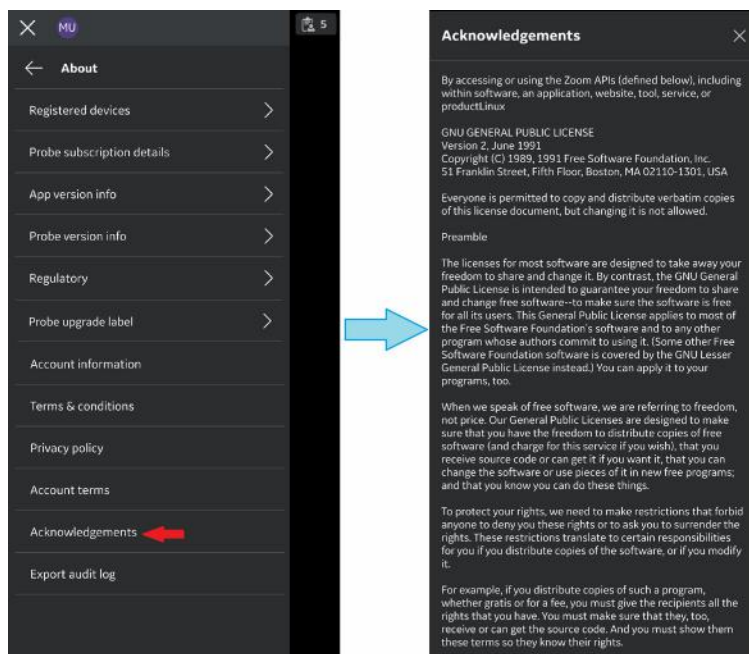 MU
5
About
Registered devices
Probe subscription details
App version info
Probe version info
Regulatory
Probe upgrade label
Account information
Terms & conditions
Privacy policy
Account terms
Acknowledgements
Export audit log
Acknowledgements
By accessing or using the Zoom APIs (defined below), including
within software, an application, website, tool, service, or
productLinux
GNU GENERAL PUBLIC LICENSE
Version 2, June 1991
Copyright (C) 1989, 1991 Free Software Foundation, Inc.
51 Franklin Street, Fifth Floor, Boston, MA 02110-1301, USA
Everyone is permitted to copy and distribute verbatim copies
of this license document, but changing it is not allowed.
Preamble
The licenses for most software are designed to take away your
freedom to share and change it. By contrast, the GNU General
Public License is intended to guarantee your freedom to share
and change free software--to make sure the software is free
for all its users. This General Public License applies to most of
the Free Software Foundation's software and to any other
program whose authors commit to using it. (Some other Free
Software Foundation software is covered by the GNU Lesser
General Public License instead.) You can apply it to your
programs, too.
When we speak of free software, we are referring to freedom,
not price. Our General Public Licenses are designed to make
sure that you have the freedom to distribute copies of free
software (and charge for this service if you wish), that you
receive source code or can get it if you want it, that you can
change the software or use pieces of it in new free programs;
and that you know you can do these things.
To protect your rights, we need to make restrictions that forbid
anyone to deny you these rights or to ask you to surrender the
rights. These restrictions translate to certain responsibilities
for you if you distribute copies of the software, or if you modify
it.
For example, if you distribute copies of such a program,
whether gratis or for a fee, you must give the recipients all the
rights that you have. You must make sure that they, too,
receive or can get the source code. And you must show them
these terms so they know their rights.